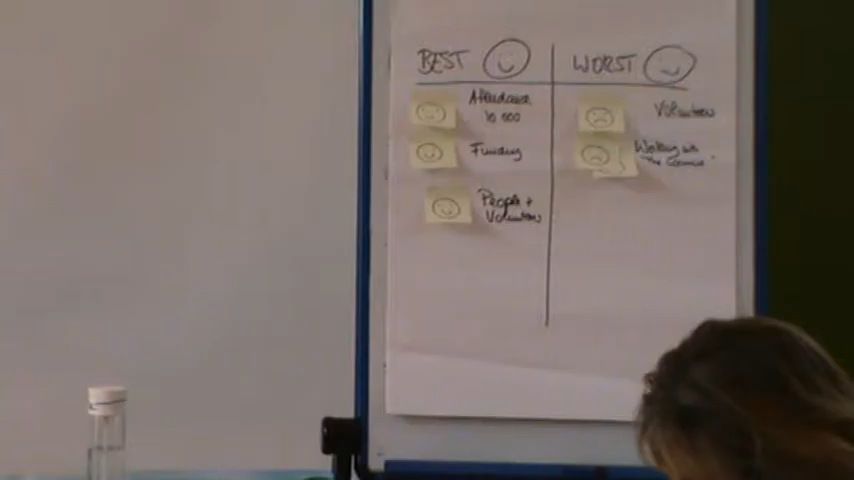 BEST
WORST
Attendance
10 000
Funding
People +
Volunteers
Volunteers
Working with
"The Council"